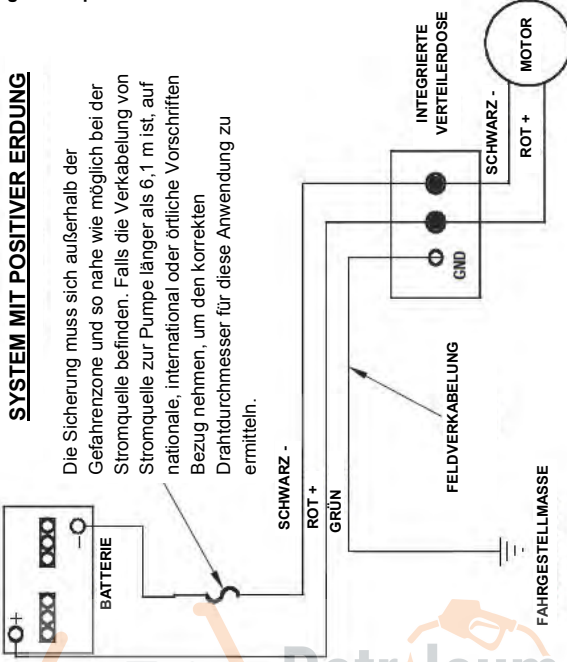 SYSTEM MIT POSITIVER ERDUNG
Die Sicherung muss sich außerhalb der
Gefahrenzone und so nahe wie möglich bei der
Stromquelle befinden. Falls die Verkabelung von
Stromquelle zur Pumpe länger als 6,1 m ist, auf
nationale, international oder örtliche Vorschriften
Bezug nehmen, um den korrekten
Drahtdurchmesser für diese Anwendung zu
ermitteln.
+
-
BATTERIE
SCHWARZ -
ROT +
GRÜN
INTEGRIERTE
VERTEILERDOSE
GND
SCHWARZ -
ROT +
MOTOR
FELDVERKABELUNG
FAHRGESTELLMASSE